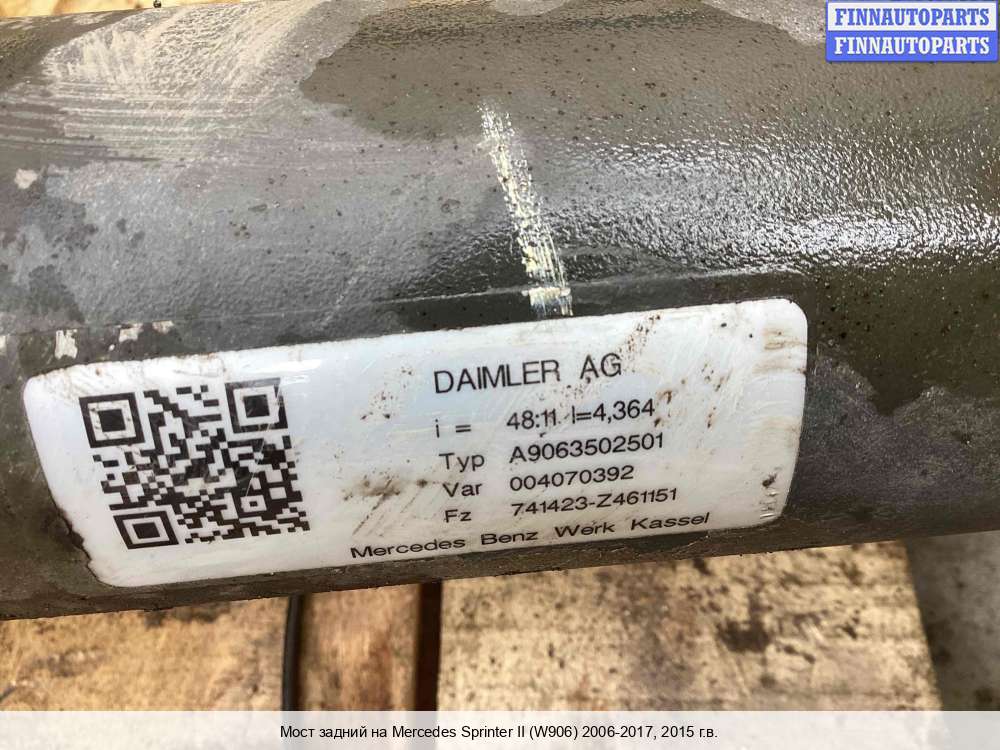 FINNAUTOPARTS
FINNAUTOPARTS
DAIMLER AG
i = 48:11 I=4,364
Typ A9063502501
Var 004070392
Fz 741423-Z461151
Mercedes Benz Werk Kassel
Мост задний на Mercedes Sprinter II (W906) 2006-2017, 2015 г.в.